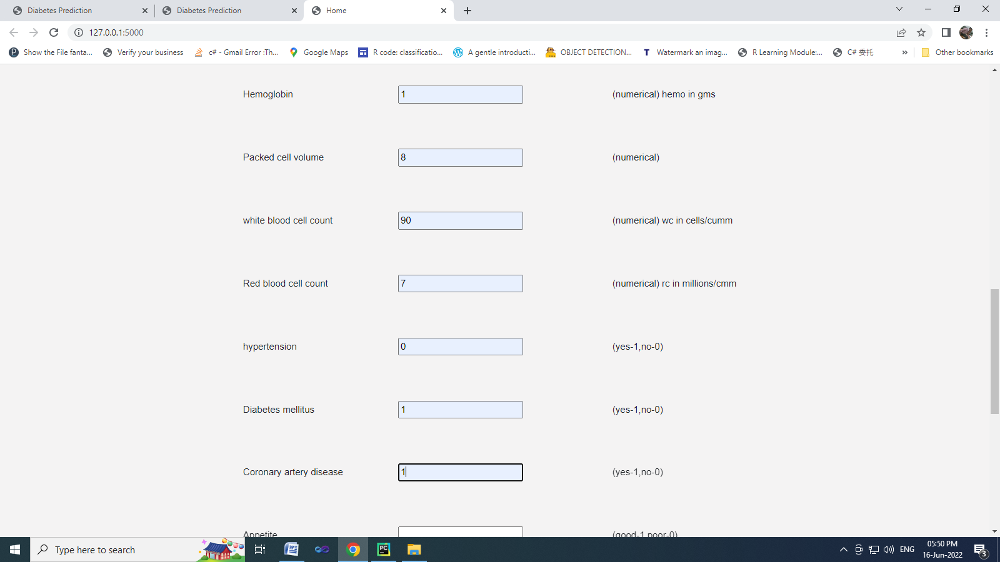 Diabetes Prediction
Diabetes Prediction
Home
127.0.0.1:5000
Show the File fanta...
Verify your business
c# - Gmail Error :Th...
Google Maps
R code: classificatio...
A gentle introducti...
OBJECT DETECTION...
T Watermark an imag...
R Learning Module:...
C# 委托
»
Other bookmarks
Hemoglobin 1 (numerical) hemo in gms
Packed cell volume 8 (numerical)
white blood cell count 90 (numerical) wc in cells/cumm
Red blood cell count 7 (numerical) rc in millions/cmm
hypertension 0 (yes-1,no-0)
Diabetes mellitus 1 (yes-1,no-0)
Coronary artery disease 1 (yes-1,no-0)
Appetite (good-1,poor-0)
Type here to search
PC
ENG
05:50 PM
16-Jun-2022
3